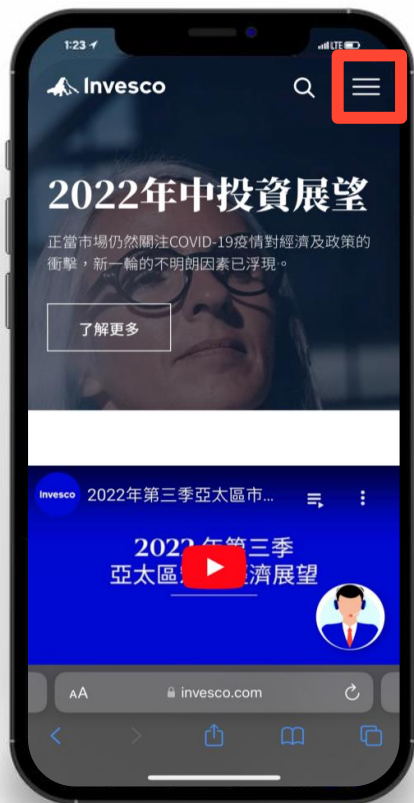 1:23
LTE
Invesco
2022年中投資展望
正當市場仍然關注COVID-19疫情對經濟及政策的
衝擊，新一輪的不明朗因素已浮現。
了解更多
Invesco
2022年第三季亞太區市...
2022 年第三季
亞太區 濟展望
AA
invesco.com